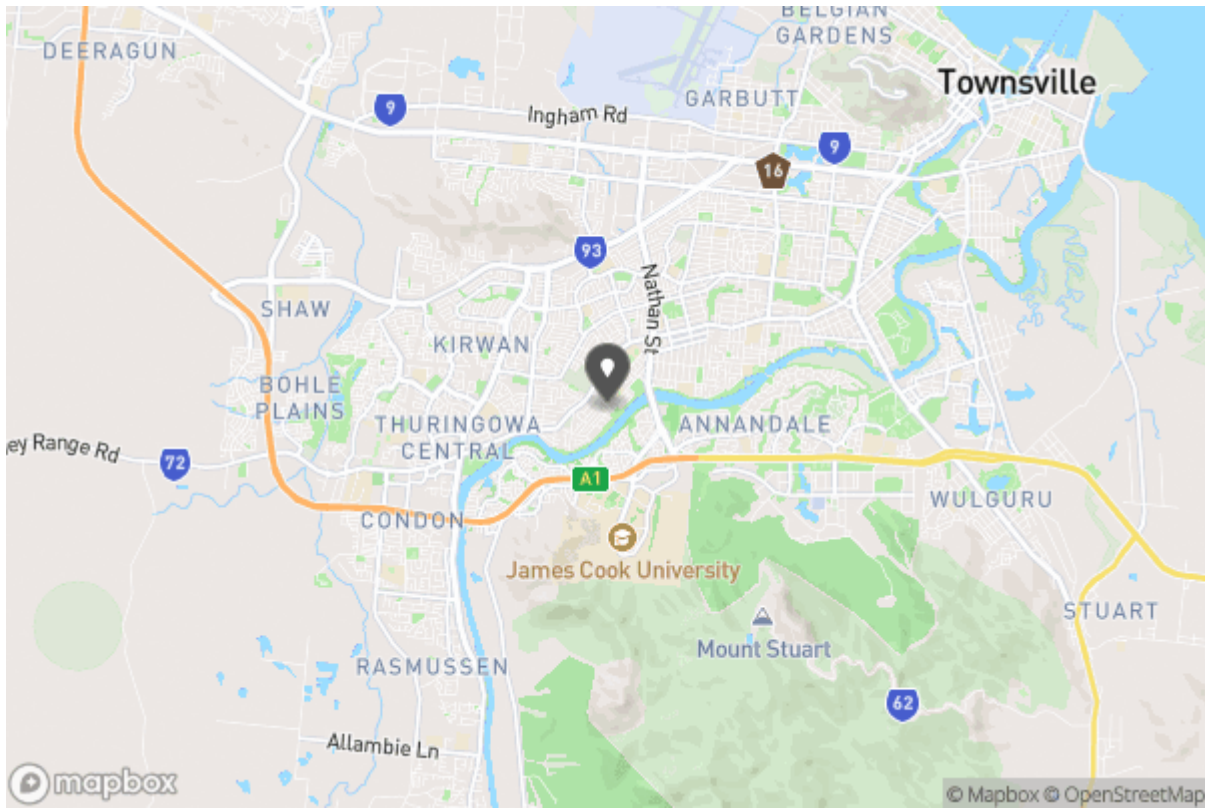 BELGIAN
GARDENS
DEERAGUN
Townsville
GARBUTT
9
Ingham Rd
9
16
93
Nathan St
SHAW
KIRWAN
BOHLE
PLAINS
THURINGOWA
CENTRAL
ANNANDALE
ey Range Rd
72
A1
WULGURU
CONDON
James Cook University
STUART
Mount Stuart
RASMUSSEN
62
Allambie Ln
mapbox
© Mapbox © OpenStreetMap